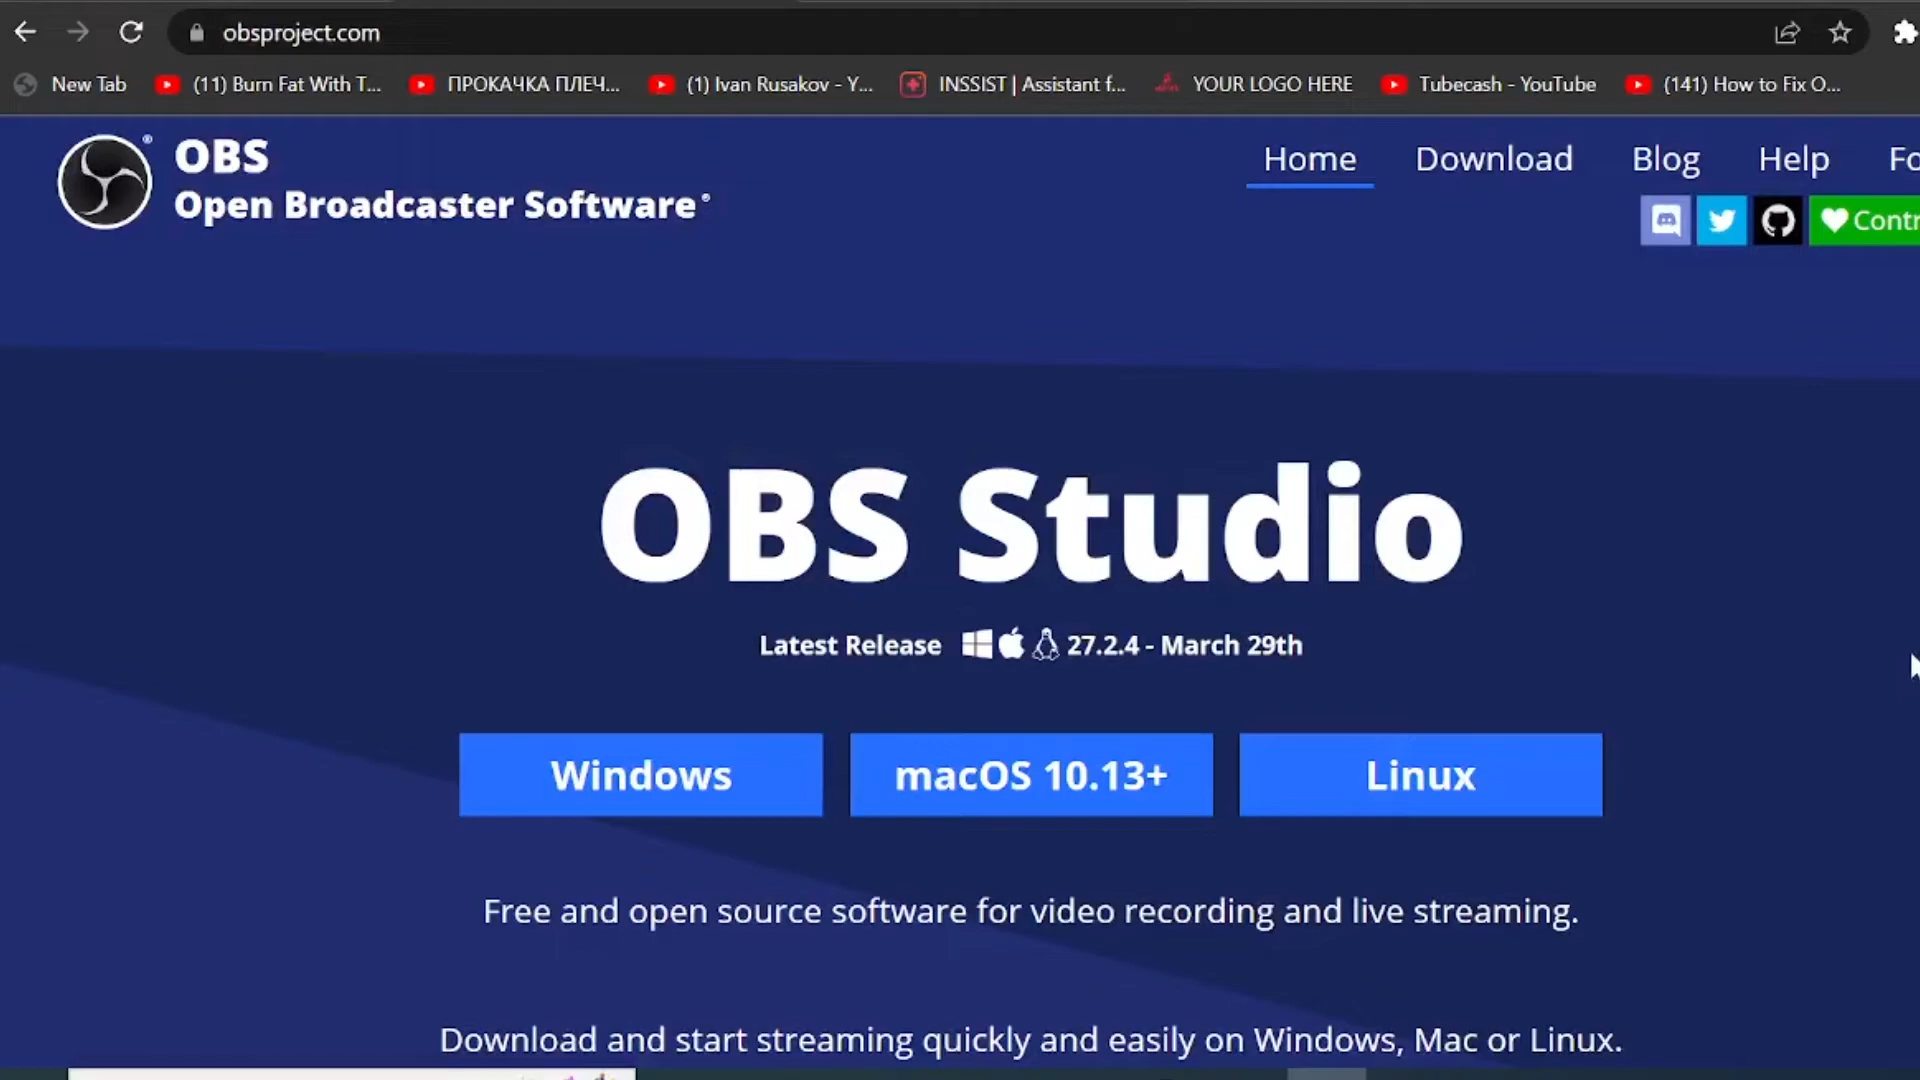 obsproject.com
New Tab
(11) Burn Fat With T...
ПРОКАЧКА ПЛЕЧ...
(1) Ivan Rusakov - Y...
INSSIST | Assistant f...
YOUR LOGO HERE
Tubecash - YouTube
(141) How to Fix O...
OBS
Open Broadcaster Software®
Home
Download
Blog
Help
Fo
Contr
OBS Studio
Latest Release 27.2.4 - March 29th
Windows
macOS 10.13+
Linux
Free and open source software for video recording and live streaming.
Download and start streaming quickly and easily on Windows, Mac or Linux.